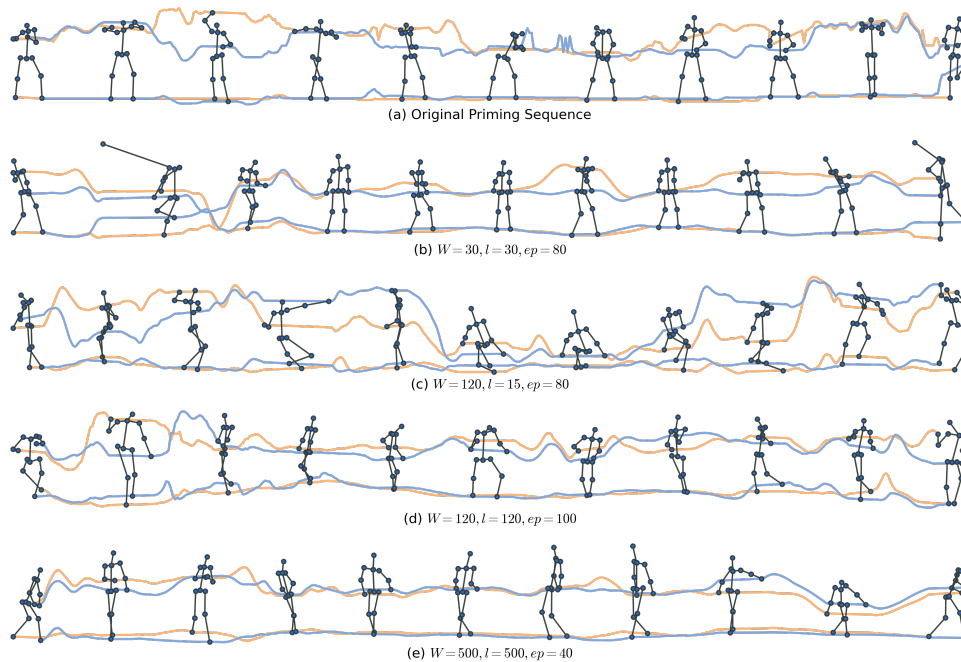 (a) Original Priming Sequence
(b) W = 30, l = 30, ep = 80
(c) W = 120, l = 15, ep = 80
(d) W = 120, l = 120, ep = 100
(e) W = 500, l = 500, ep = 40